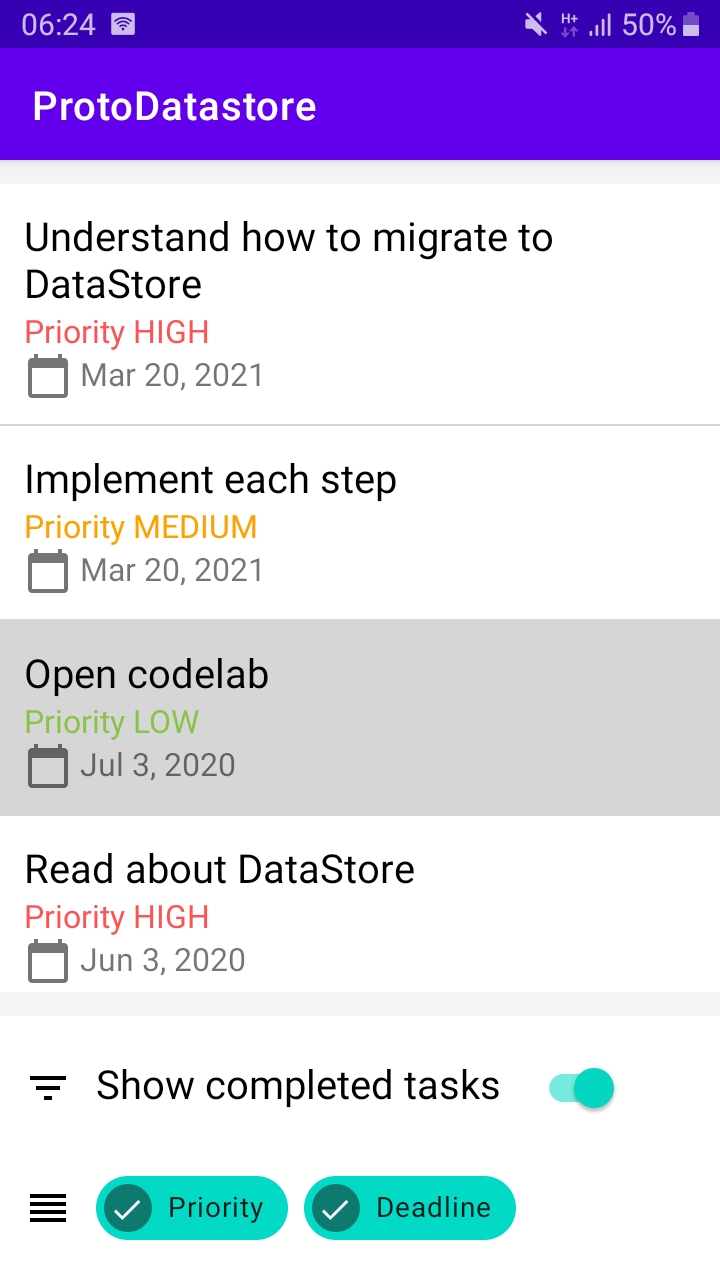 06:24 H+ 50%
ProtoDatastore
Understand how to migrate to
DataStore
Priority HIGH
Mar 20, 2021
Implement each step
Priority MEDIUM
Mar 20, 2021
Open codelab
Priority LOW
Jul 3, 2020
Read about DataStore
Priority HIGH
Jun 3, 2020
Show completed tasks
Priority Deadline